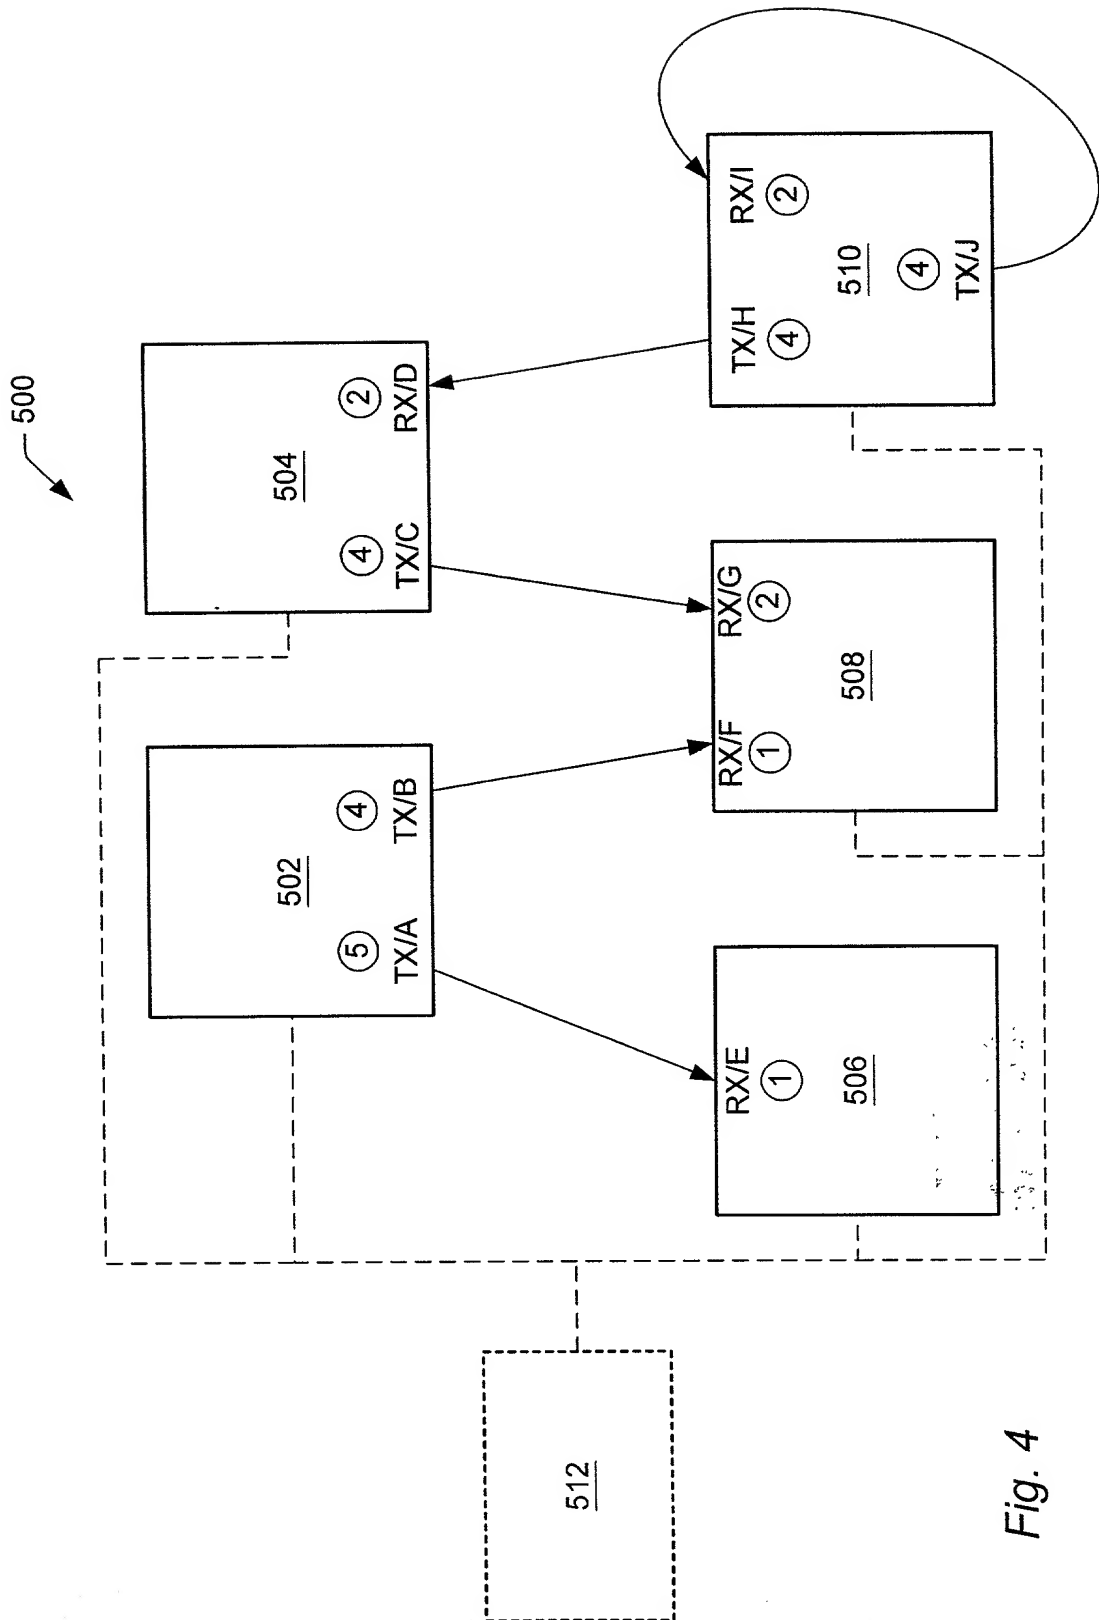 500
504
④
TX/C
②
RX/D
502
⑤
TX/A
④
TX/B
RX/E
①
506
RX/F
①
RX/G
②
508
TX/H
④
RX/I
②
510
④
TX/J
512
Fig. 4